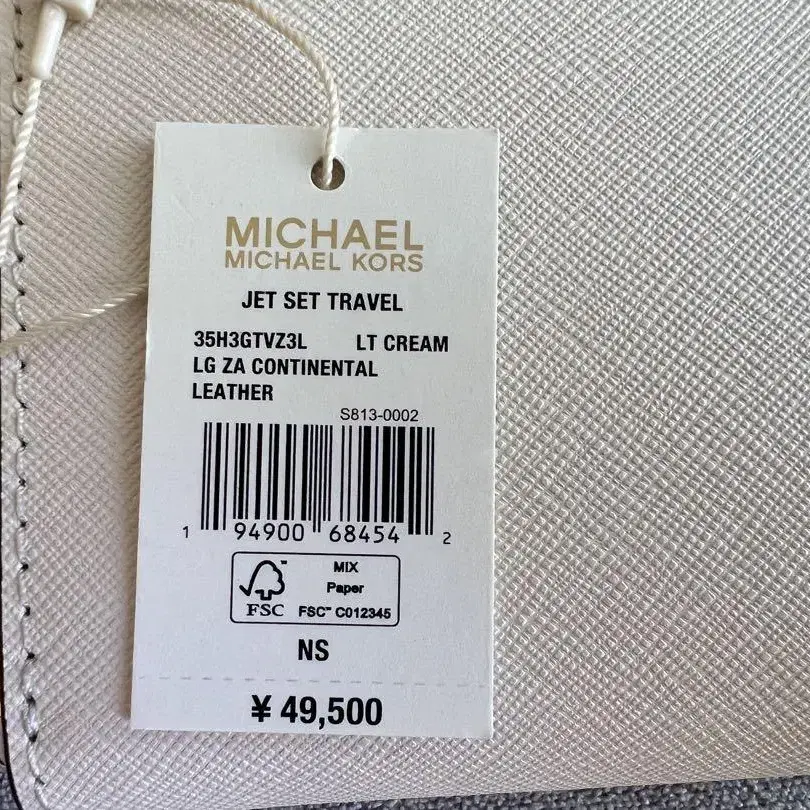 MICHAEL
MICHAEL KORS
JET SET TRAVEL
35H3GTVZ3L LT CREAM
LG ZA CONTINENTAL
LEATHER
S813-0002
1 94900 68454 2
FSC
MIX
Paper
FSC™ C012345
NS
¥ 49,500